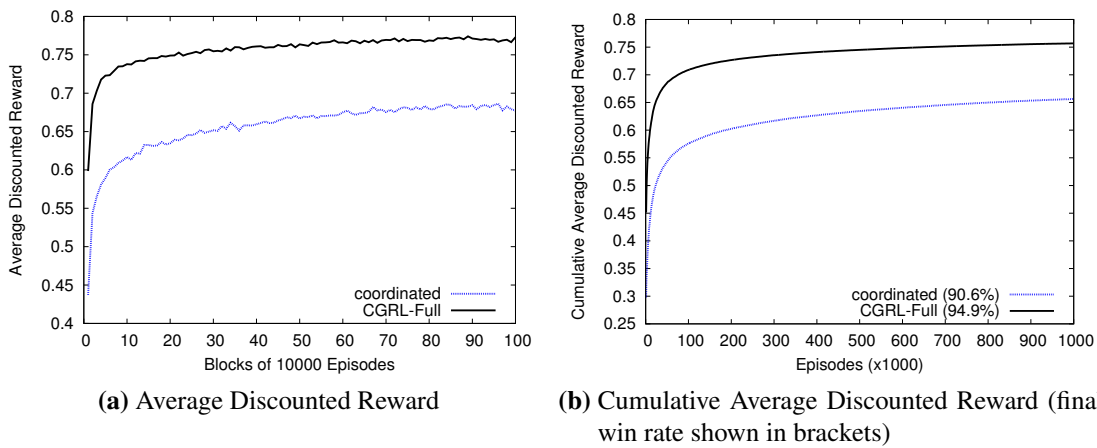 0.8
0.75
0.7
0.65
0.6
0.55
0.5
0.45
0.4
Average Discounted Reward
coordinated
CGRL-Full
0 10 20 30 40 50 60 70 80 90 100
Blocks of 10000 Episodes
(a) Average Discounted Reward
0.8
0.75
0.7
0.65
0.6
0.55
0.5
0.45
0.4
0.35
0.3
0.25
Cumulative Average Discounted Reward
coordinated (90.6%)
CGRL-Full (94.9%)
0 100 200 300 400 500 600 700 800 900 1000
Episodes (x1000)
(b) Cumulative Average Discounted Reward (fina
win rate shown in brackets)